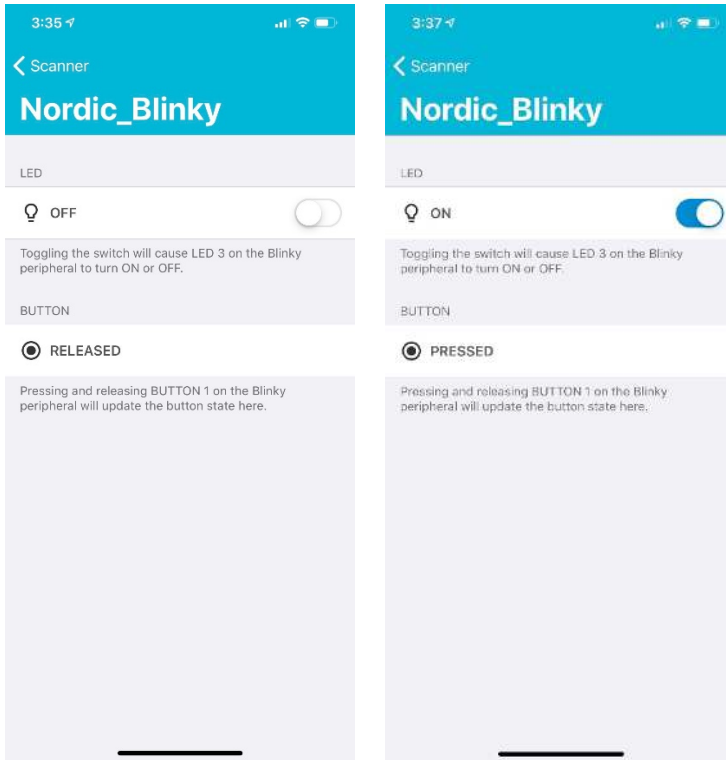 3:35
Scanner
Nordic_Blinky
LED
OFF
Toggling the switch will cause LED 3 on the Blinky
peripheral to turn ON or OFF.
BUTTON
RELEASED
Pressing and releasing BUTTON 1 on the Blinky
peripheral will update the button state here.
3:37
Scanner
Nordic_Blinky
LED
ON
Toggling the switch will cause LED 3 on the Blinky
peripheral to turn ON or OFF.
BUTTON
PRESSED
Pressing and releasing BUTTON 1 on the Blinky
peripheral will update the button state here.